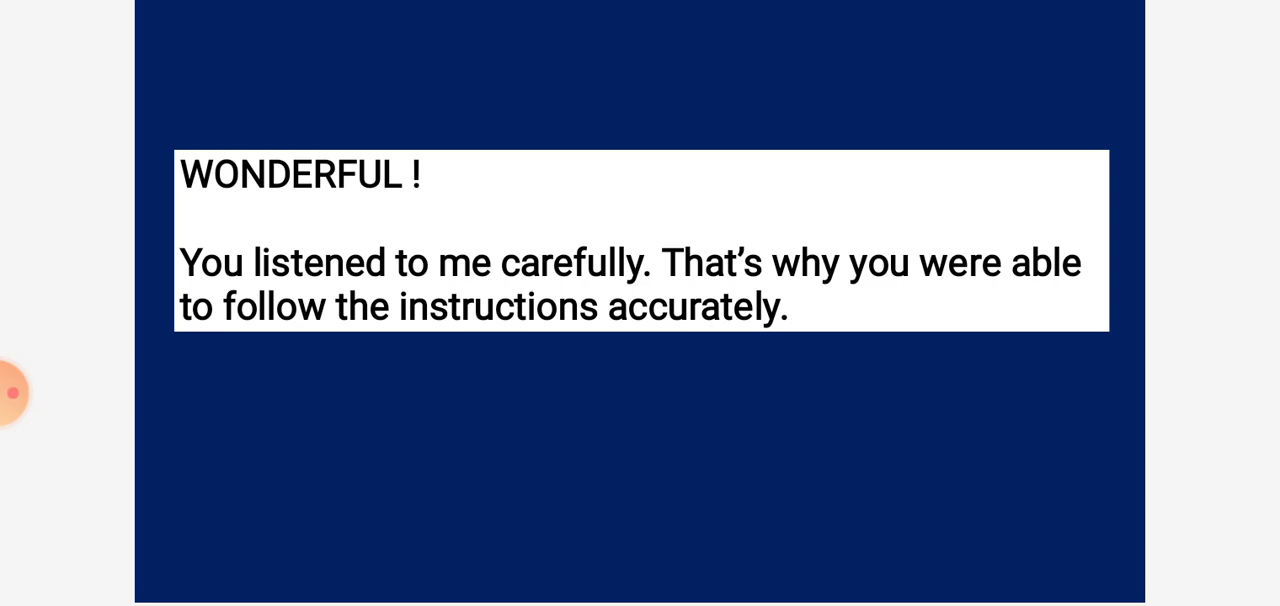 WONDERFUL !
You listened to me carefully. That’s why you were able
to follow the instructions accurately.